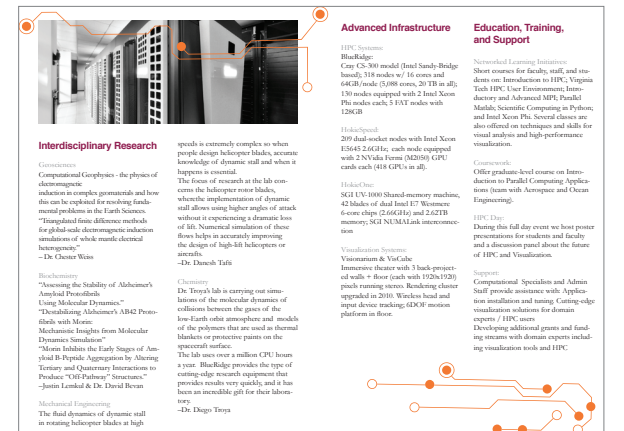 Interdisciplinary Research
Geosciences
Computational Geophysics - the physics of
electromagnetic
induction in complex geomaterials and how
this can be exploited for resolving funda-
mental problems in the Earth Sciences.
"Triangulated finite difference methods
for global-scale electromagnetic induction
simulations of whole mantle electrical
heterogeneity."
– Dr. Chester Weiss
Biochemistry
"Assessing the Stability of Alzheimer's
Amyloid Protofibrils
Using Molecular Dynamics."
"Destabilizing Alzheimer's AB42 Proto-
fibrils with Morin:
Mechanistic Insights from Molecular
Dynamics Simulation"
"Morin Inhibits the Early Stages of Am-
yloid B-Peptide Aggregation by Altering
Tertiary and Quaternary Interactions to
Produce "Off-Pathway" Structures."
–Justin Lemkul & Dr. David Bevan
Mechanical Engineering
The fluid dynamics of dynamic stall
in rotating helicopter blades at high
speeds is extremely complex so when
people design helicopter blades, accurate
knowledge of dynamic stall and when it
happens is essential.
The focus of research at the lab con-
cerns the helicopter rotor blades,
wherethe implementation of dynamic
stall allows using higher angles of attack
without it experiencing a dramatic loss
of lift. Numerical simulation of these
flows helps in accurately improving
the design of high-lift helicopters or
aircrafts.
–Dr. Danesh Tafti
Chemistry
Dr. Troya's lab is carrying out simu-
lations of the molecular dynamics of
collisions between the gases of the
low-Earth orbit atmosphere and models
of the polymers that are used as thermal
blankets or protective paints on the
spacecraft surface.
The lab uses over a million CPU hours
a year. BlueRidge provides the type of
cutting-edge research equipment that
provides results very quickly, and it has
been an incredible gift for their labora-
tory.
–Dr. Diego Troya
Advanced Infrastructure
HPC Systems:
BlueRidge:
Cray CS-300 model (Intel Sandy-Bridge
based); 318 nodes w/ 16 cores and
64GB/node (5,088 cores, 20 TB in all);
130 nodes equipped with 2 Intel Xeon
Phi nodes each; 5 FAT nodes with
128GB
HokieSpeed:
209 dual-socket nodes with Intel Xeon
E5645 2.6GHz; each node equipped
with 2 NVidia Fermi (M2050) GPU
cards each (418 GPUs in all).
HokieOne:
SGI UV-1000 Shared-memory machine,
42 blades of dual Intel E7 Westmere
6-core chips (2.66GHz) and 2.62TB
memory; SGI NUMALink interconnec-
tion
Visualization Systems:
Visionarium & VisCube
Immersive theater with 3 back-project-
ed walls + floor (each with 1920x1920)
pixels running stereo. Rendering cluster
upgraded in 2010. Wireless head and
input device tracking; 6DOF motion
platform in floor.
Education, Training,
and Support
Networked Learning Initiatives:
Short courses for faculty, staff, and stu-
dents on: Introduction to HPC; Virginia
Tech HPC User Environment; Intro-
ductory and Advanced MPI; Parallel
Matlab; Scientific Computing in Python;
and Intel Xeon Phi. Several classes are
also offered on techniques and skills for
visual analysis and high-performance
visualization.
Coursework:
Offer graduate-level course on Intro-
duction to Parallel Computing Applica-
tions (team with Aerospace and Ocean
Engineering).
HPC Day:
During this full day event we host poster
presentations for students and faculty
and a discussion panel about the future
of HPC and Visualization.
Support:
Computational Specialists and Admin
Staff provide assistance with: Applica-
tion installation and tuning Cutting-edge
visualization solutions for domain
experts / HPC users
Developing additional grants and fund-
ing streams with domain experts includ-
ing visualization tools and HPC